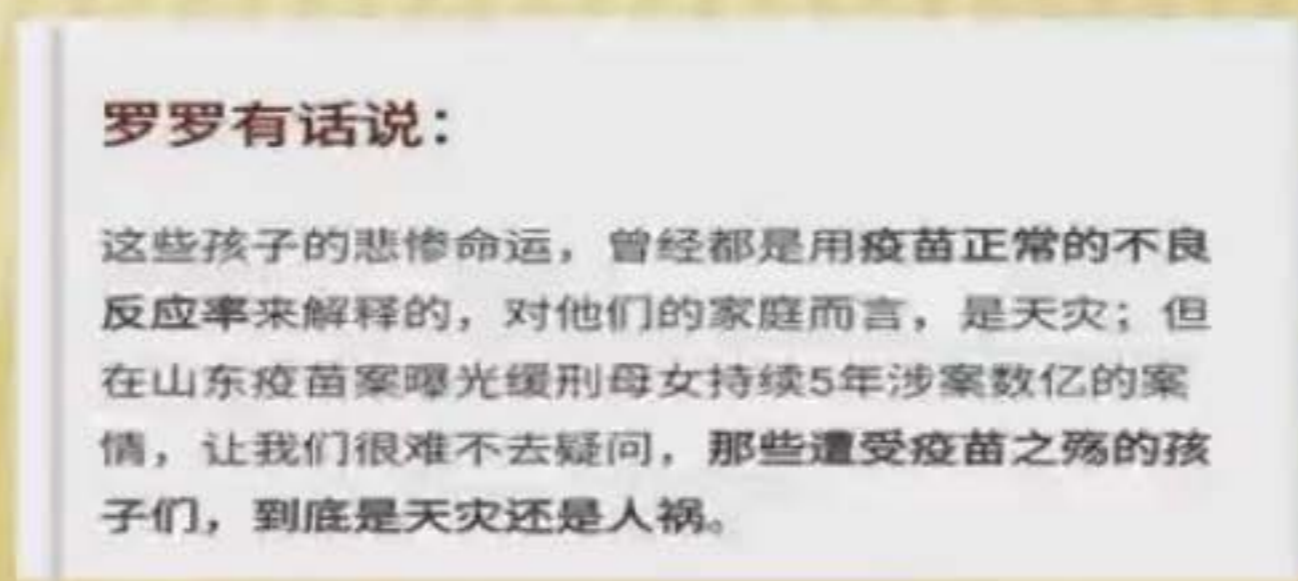 罗罗有话说：
这些孩子的悲惨命运，曾经都是用疫苗正常的不良
反应率来解释的，对他们的家庭而言，是天灾；但
在山东疫苗案曝光缓刑母女持续5年涉案数亿的案
情，让我们很难不去疑问，那些遭受疫苗之殇的孩
子们，到底是天灾还是人祸。